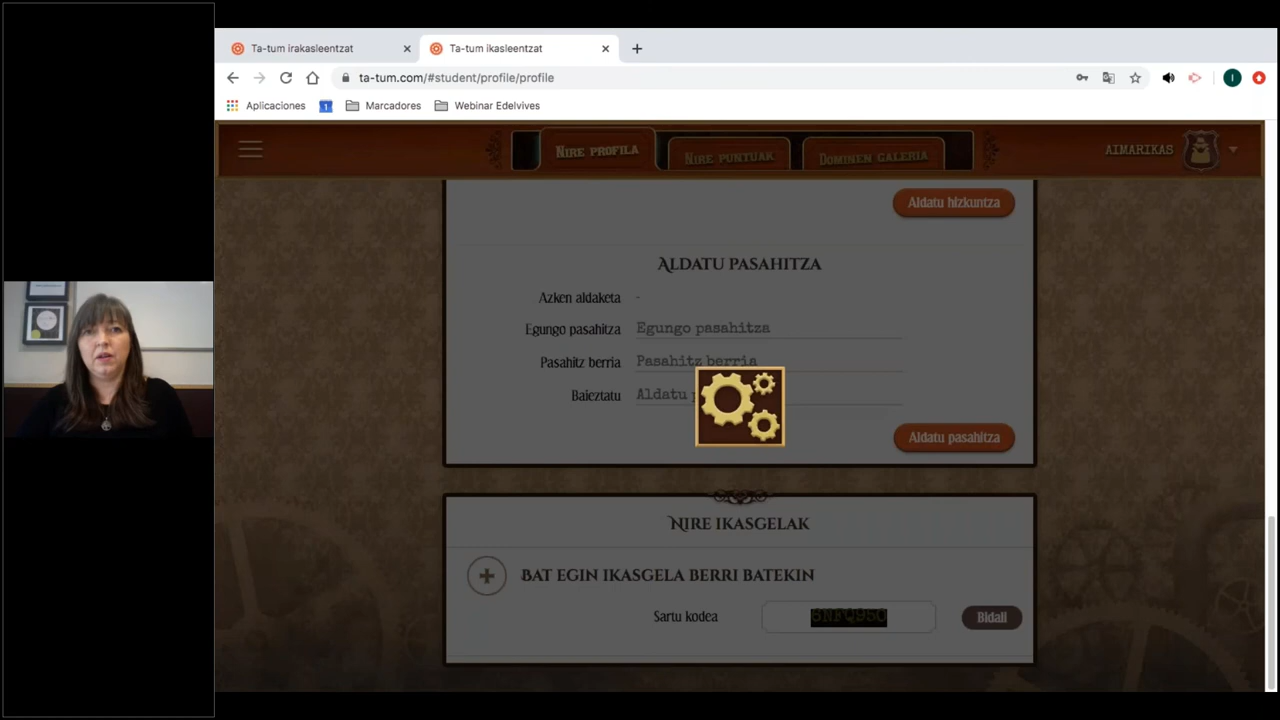 Ta-tum irakasleentzat
Ta-tum ikasleentzat
ta-tum.com/#student/profile/profile
Aplicaciones
1
Marcadores
Webinar Edelvives
I
NIRE PROFILA
NIRE PUNTUAK
DOMINEN GALERIA
AIMARIKAS
Aldatu hizkuntza
ALDATU PASAHITZA
Azken aldaketa -
Egungo pasahitza Egungo pasahitza
Pasahitz berria Pasahitz berria
Baieztatu Aldatu
Aldatu pasahitza
NIRE IKASGELAK
BAT EGIN IKASGELA BERRI BATEKIN
Sartu kodea
Bidali